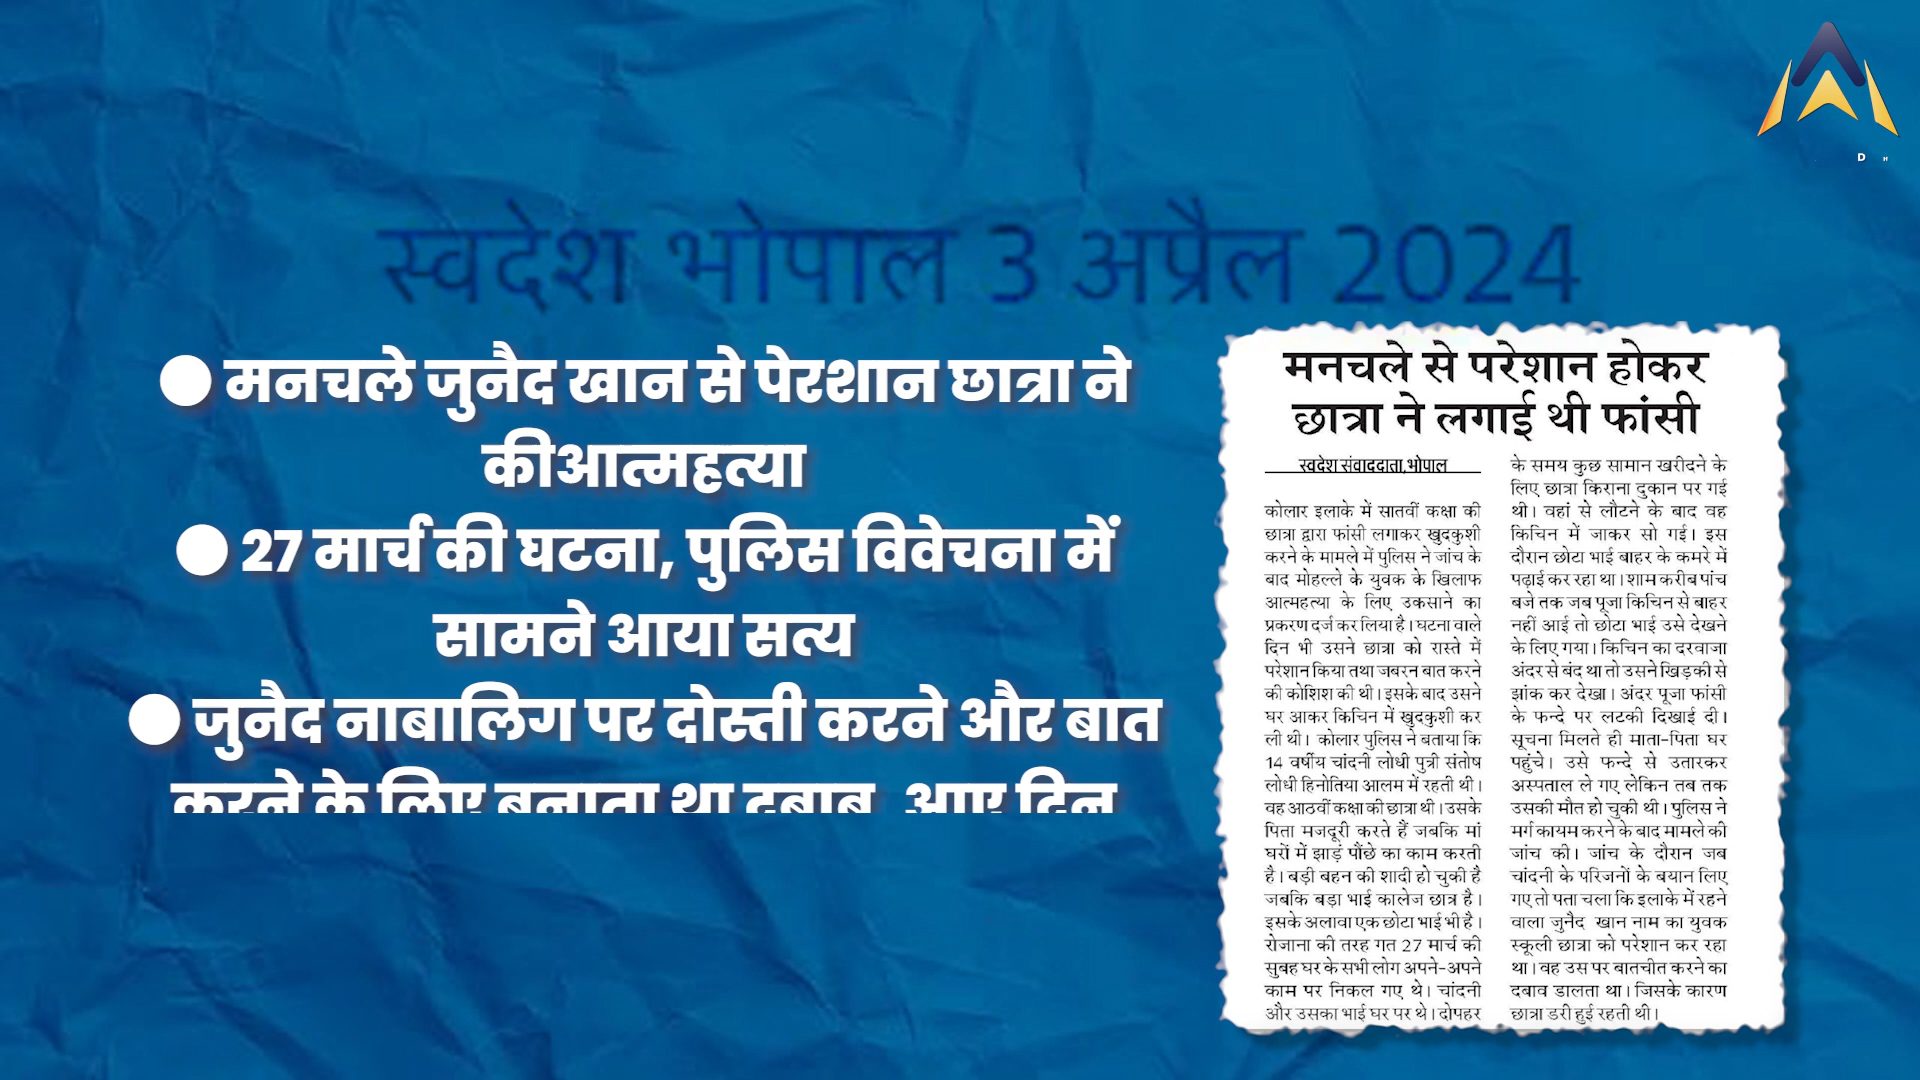 स्वदेश भोपाल 3 अप्रैल 2024
● मनचले जुनैद खान से पेरशान छात्रा ने
कीआत्महत्या
● 27 मार्च की घटना, पुलिस विवेचना में
सामने आया सत्य
● जुनैद नाबालिग पर दोस्ती करने और बात
करने के लिए बनाता था दबाब, आए दिन
मनचले से परेशान होकर
छात्रा ने लगाई थी फांसी
स्वदेश संवाददाता,भोपाल
कोलार इलाके में सातवीं कक्षा की
छात्रा द्वारा फांसी लगाकर खुदकुशी
करने के मामले में पुलिस ने जांच के
बाद मोहल्ले के युवक के खिलाफ
आत्महत्या के लिए उकसाने का
प्रकरण दर्ज कर लिया है। घटना वाले
दिन भी उसने छात्रा को रास्ते में
परेशान किया तथा जबरन बात करने
की कोशिश की थी। इसके बाद उसने
घर आकर किचिन में खुदकुशी कर
ली थी। कोलार पुलिस ने बताया कि
14 वर्षीय चांदनी लोधी पुत्री संतोष
लोधी हिनोतिया आलम में रहती थी।
वह आठवीं कक्षा की छात्रा थी। उसके
पिता मजदूरी करते हैं जबकि मां
घरों में झाड़ं पौंछे का काम करती
है। बड़ी बहन की शादी हो चुकी है
जबकि बड़ा भाई कालेज छात्र है।
इसके अलावा एक छोटा भाई भी है।
रोजाना की तरह गत 27 मार्च की
सुबह घर के सभी लोग अपने-अपने
काम पर निकल गए थे। चांदनी
और उसका भाई घर पर थे। दोपहर
के समय कुछ सामान खरीदने के
लिए छात्रा किराना दुकान पर गई
थी। वहां से लौटने के बाद वह
किचिन में जाकर सो गई। इस
दौरान छोटा भाई बाहर के कमरे में
पढ़ाई कर रहा था। शाम करीब पांच
बजे तक जब पूजा किचिन से बाहर
नहीं आई तो छोटा भाई उसे देखने
के लिए गया। किचिन का दरवाजा
अंदर से बंद था तो उसने खिड़की से
झांक कर देखा। अंदर पूजा फांसी
के फन्दे पर लटकी दिखाई दी।
सूचना मिलते ही माता-पिता घर
पहुंचे। उसे फन्दे से उतारकर
अस्पताल ले गए लेकिन तब तक
उसकी मौत हो चुकी थी। पुलिस ने
मर्ग कायम करने के बाद मामले की
जांच की। जांच के दौरान जब
चांदनी के परिजनों के बयान लिए
गए तो पता चला कि इलाके में रहने
वाला जुनैद खान नाम का युवक
स्कूली छात्रा को परेशान कर रहा
था। वह उस पर बातचीत करने का
दबाव डालता था। जिसके कारण
छात्रा डरी हुई रहती थी।
D H